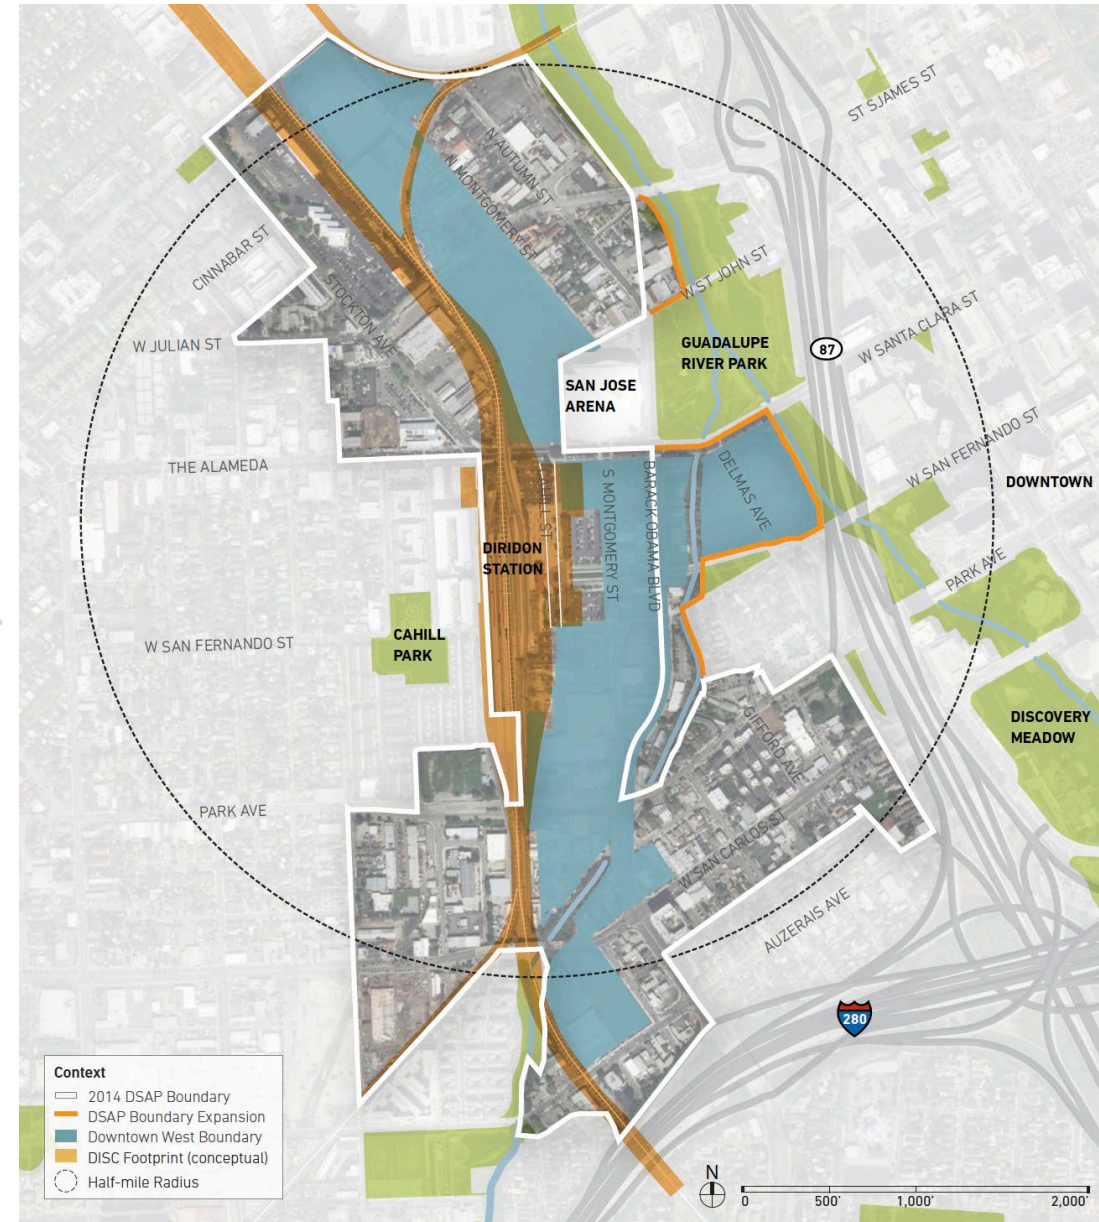 ST SJAMES ST
N AUTUMN ST
N MONTGOMERY ST
CINNABAR ST
STOCKTON AVE
W ST JOHN ST
W JULIAN ST
GUADALUPE
RIVER PARK
87
W SANTA CLARA ST
SAN JOSE
ARENA
THE ALAMEDA
W SAN FERNANDO ST
DOWNTOWN
CAHILL ST
S MONTGOMERY ST
BARACK OBAMA BLVD
DELMAS AVE
DIRIDON
STATION
PARK AVE
CAHILL
PARK
W SAN FERNANDO ST
DISCOVERY
MEADOW
GIFFORD AVE
PARK AVE
W SAN CARLOS ST
AUZERAIS AVE
280
Context
2014 DSAP Boundary
DSAP Boundary Expansion
Downtown West Boundary
DISC Footprint (conceptual)
Half-mile Radius
N
0 500' 1,000' 2,000'